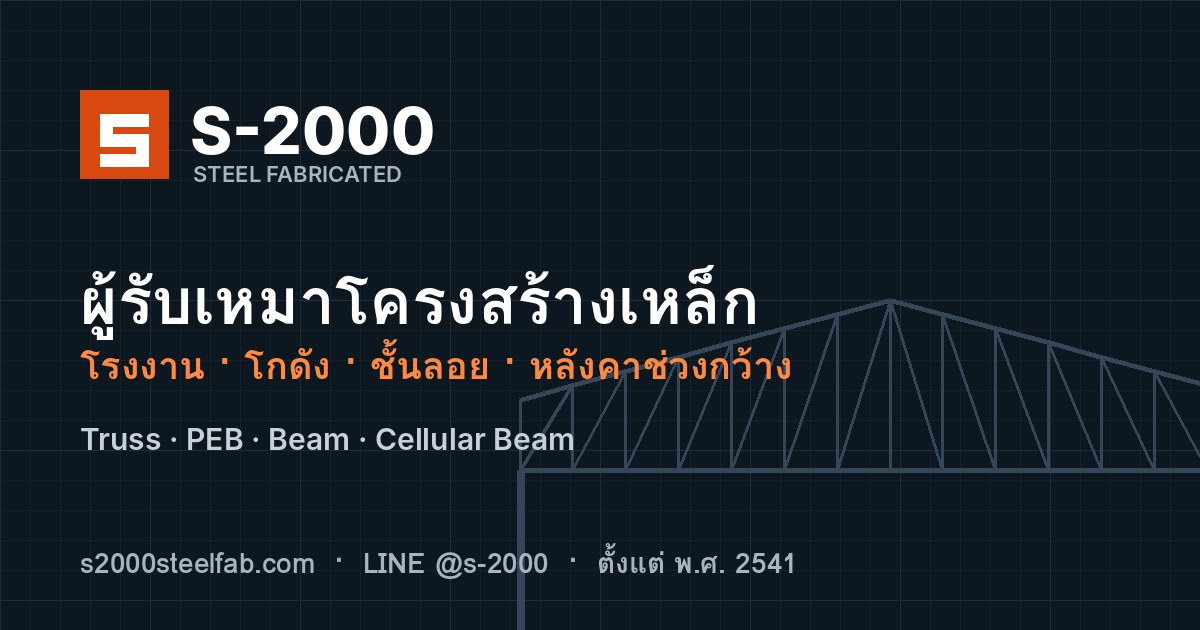 S-2000
STEEL FABRICATED
ผู้รับเหมาโครงสร้างเหล็ก
โรงงาน · โกดัง · ชั้นลอย · หลังคาช่วงกว้าง
Truss · PEB · Beam · Cellular Beam
s2000steelfab.com · LINE @s-2000 · ตั้งแต่ พ.ศ. 2541